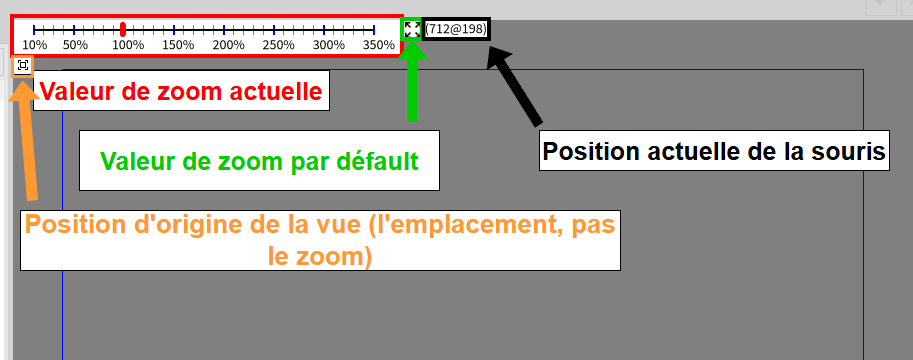 10% 50% 100% 150% 200% 250% 300% 350%
(712@198)
Valeur de zoom actuelle
Valeur de zoom par défault
Position actuelle de la souris
Position d'origine de la vue (l'emplacement, pas
le zoom)